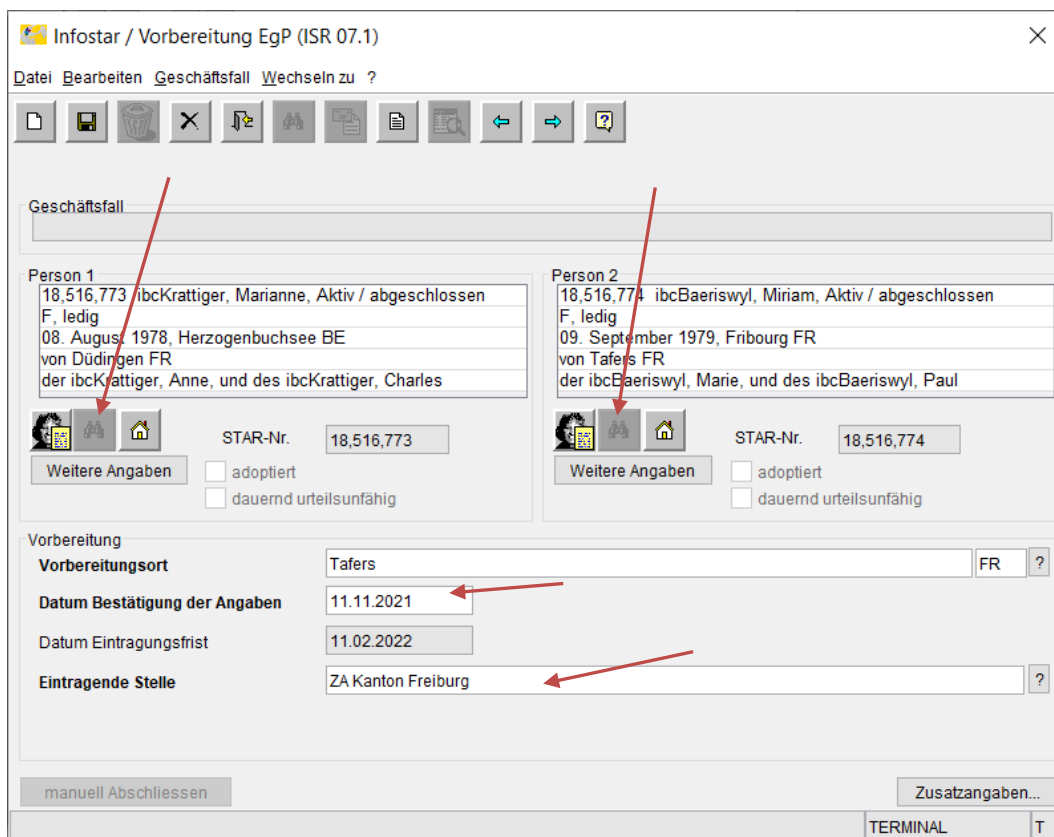 Infostar / Vorbereitung EgP (ISR 07.1)
Datei Bearbeiten Geschäftsfall Wechseln zu ?
Geschäftsfall
Person 1
18,516,773 ibcKrattiger, Marianne, Aktiv / abgeschlossen
F, ledig
08. August 1978, Herzogenbuchsee BE
von Düdingen FR
der ibcKrattiger, Anne, und des ibcKrattiger, Charles
STAR-Nr. 18,516,773
Weitere Angaben
adoptiert
dauernd urteilsunfähig
Person 2
18,516,774 ibcBaeriswyl, Miriam, Aktiv / abgeschlossen
F, ledig
09. September 1979, Fribourg FR
von Tafers FR
der ibcBaeriswyl, Marie, und des ibcBaeriswyl, Paul
STAR-Nr. 18,516,774
Weitere Angaben
adoptiert
dauernd urteilsunfähig
Vorbereitung
Vorbereitungsort Tafers FR ?
Datum Bestätigung der Angaben 11.11.2021
Datum Eintragungsfrist 11.02.2022
Eintragende Stelle ZA Kanton Freiburg ?
manuell Abschliessen Zusatzangaben...
TERMINAL T